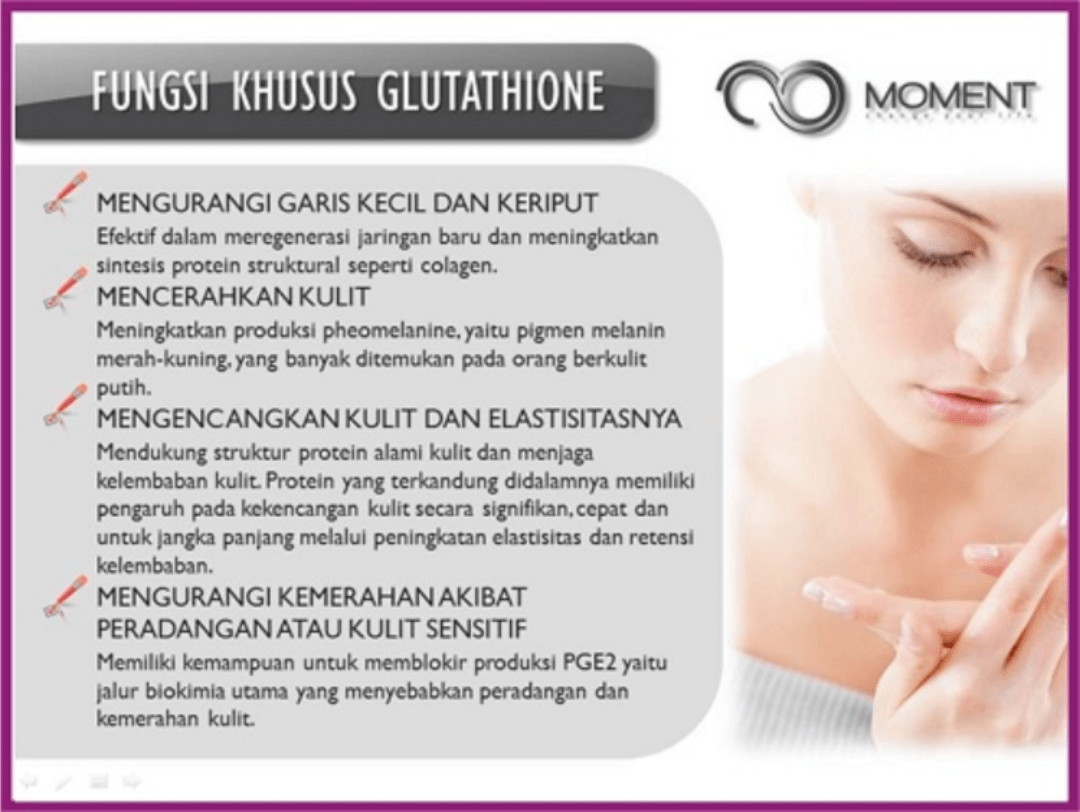 FUNGSI KHUSUS GLUTATHIONE
MOMENT
change your life
MENGURANGI GARIS KECIL DAN KERIPUT
Efektif dalam meregenerasi jaringan baru dan meningkatkan
sintesis protein struktural seperti colagen.
MENCERAHKAN KULIT
Meningkatkan produksi pheomelanine, yaitu pigmen melanin
merah-kuning, yang banyak ditemukan pada orang berkulit
putih.
MENGENCANGKAN KULIT DAN ELASTISITASNYA
Mendukung struktur protein alami kulit dan menjaga
kelembaban kulit. Protein yang terkandung didalamnya memiliki
pengaruh pada kekencangan kulit secara signifikan, cepat dan
untuk jangka panjang melalui peningkatan elastisitas dan retensi
kelembaban.
MENGURANGI KEMERAHAN AKIBAT
PERADANGAN ATAU KULIT SENSITIF
Memiliki kemampuan untuk memblokir produksi PGE2 yaitu
jalur biokimia utama yang menyebabkan peradangan dan
kemerahan kulit.